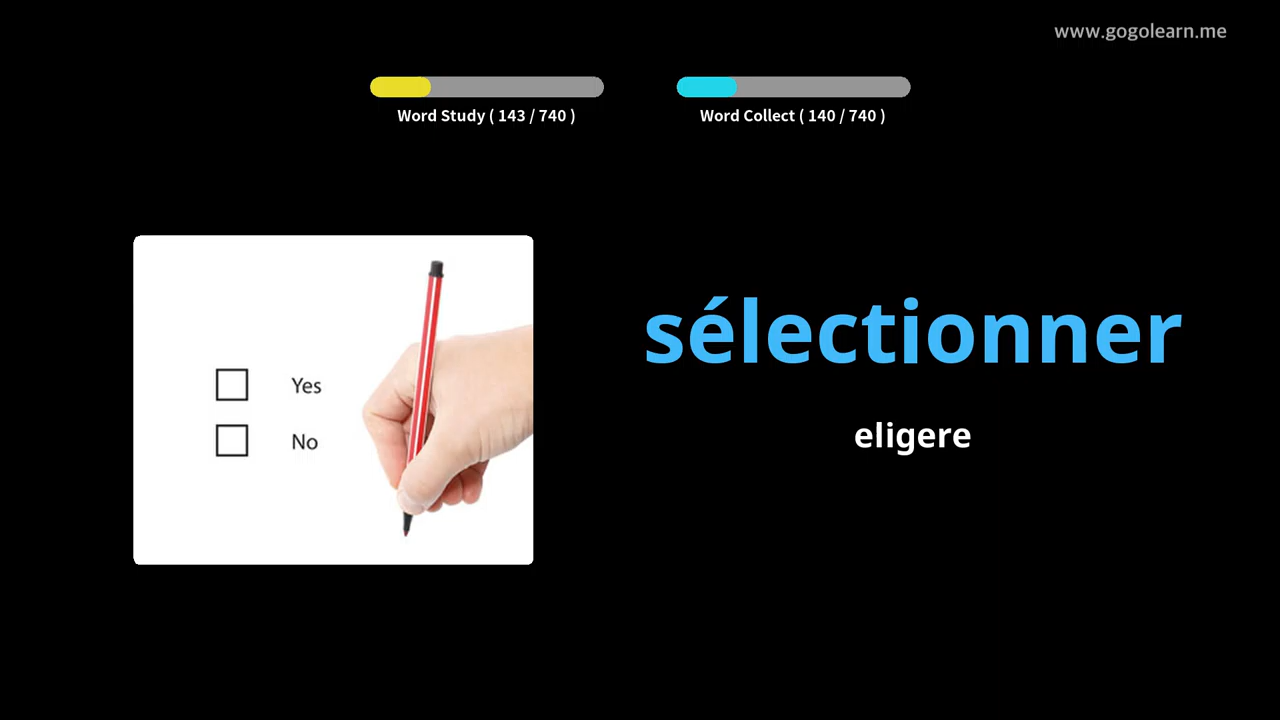 www.gogolearn.me
Word Study ( 143 / 740 )
Word Collect ( 140 / 740 )
Yes
No
sélectionner
eligere